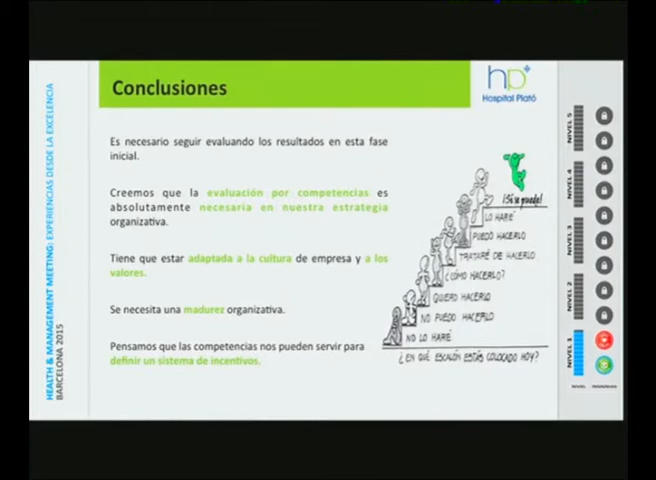 HEALTH & MANAGEMENT MEETING: EXPERIENCIAS DESDE LA EXCELENCIA
BARCELONA 2015
Conclusiones
hp
Hospital Plató
Es necesario seguir evaluando los resultados en esta fase
inicial.
Creemos que la evaluación por competencias es
absolutamente necesaria en nuestra estrategia
organizativa.
Tiene que estar adaptada a la cultura de empresa y a los
valores.
Se necesita una madurez organizativa.
Pensamos que las competencias nos pueden servir para
definir un sistema de incentivos.
¡Sí se puede!
LO HARÉ
PUEDO HACERLO
TRATARÉ DE HACERLO
¿CÓMO HACERLO?
QUIERO HACERLO
NO PUEDO HACERLO
NO LO HARÉ
¿EN QUÉ ESCALÓN ESTÁS COLOCADO HOY?
NIVEL 5
NIVEL 4
NIVEL 3
NIVEL 2
NIVEL 1